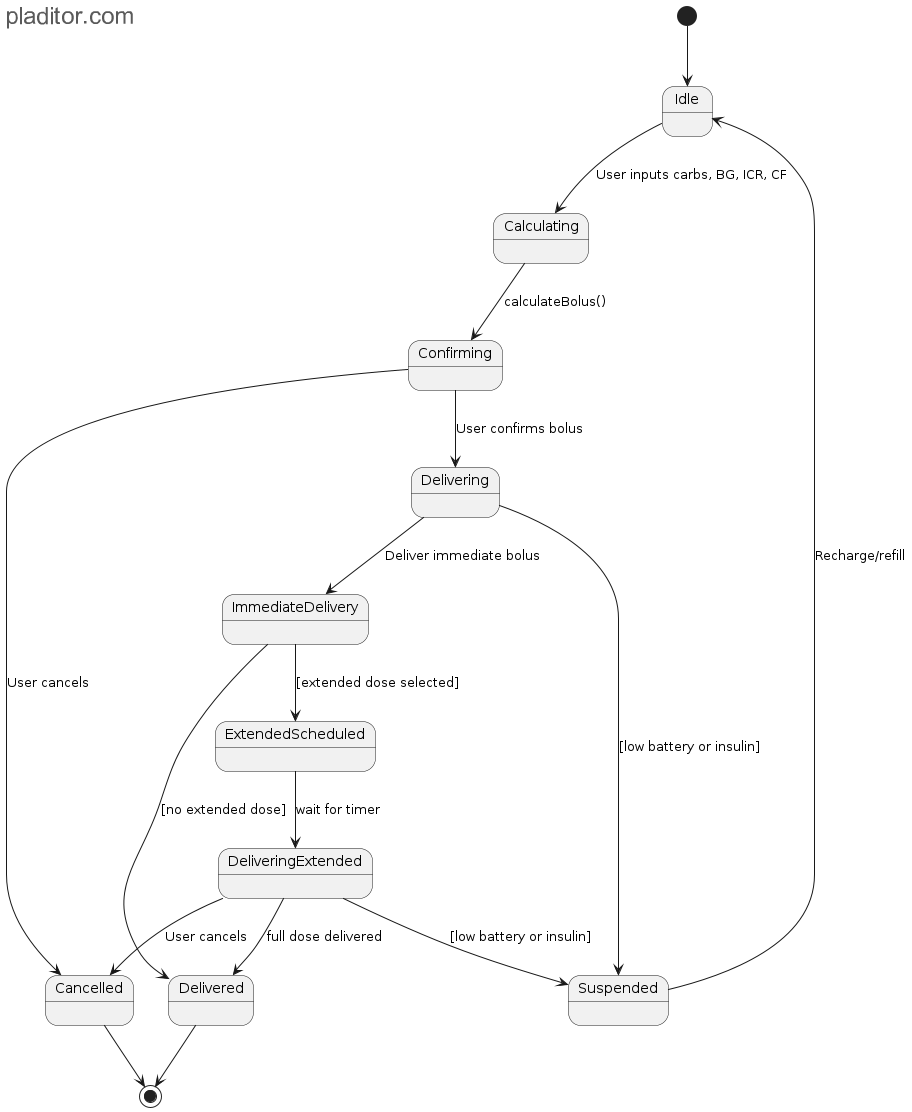 pladitor.com
Idle
User inputs carbs, BG, ICR, CF
Calculating
calculateBolus()
Confirming
User confirms bolus
Delivering
Deliver immediate bolus
Recharge/refill
ImmediateDelivery
User cancels
[extended dose selected]
ExtendedScheduled
[low battery or insulin]
[no extended dose]
wait for timer
DeliveringExtended
User cancels
full dose delivered
[low battery or insulin]
Cancelled
Delivered
Suspended